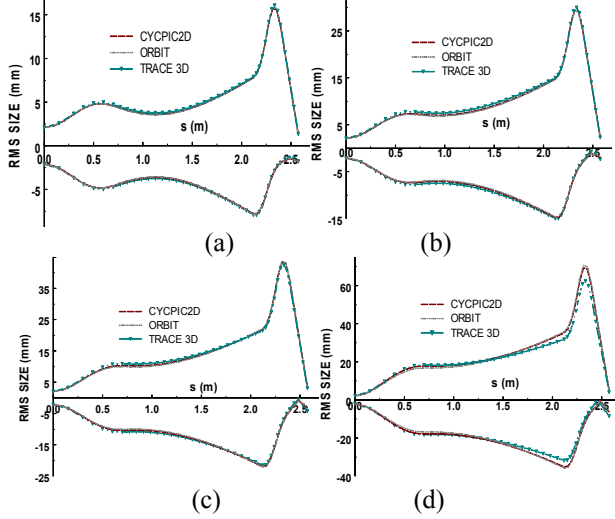 15
10
5
0
-5
RMS SIZE (mm)
CYCPIC2D
ORBIT
TRACE 3D
s (m)
0.0 0.5 1.0 1.5 2.0 2.5
(a)
35
25
15
5
-5
-15
RMS SIZE (mm)
CYCPIC2D
ORBIT
TRACE 3D
s (m)
0.0 0.5 1.0 1.5 2.0 2.5
(b)
45
35
25
15
5
-5
-15
-25
RMS SIZE (mm)
CYCPIC2D
ORBIT
TRACE 3D
s (m)
0.0 0.5 1.0 1.5 2.0 2.5
(c)
60
40
20
0
-20
-40
RMS SIZE (mm)
CYCPIC2D
ORBIT
TRACE 3D
s (m)
0.0 0.5 1.0 1.5 2.0 2.5
(d)